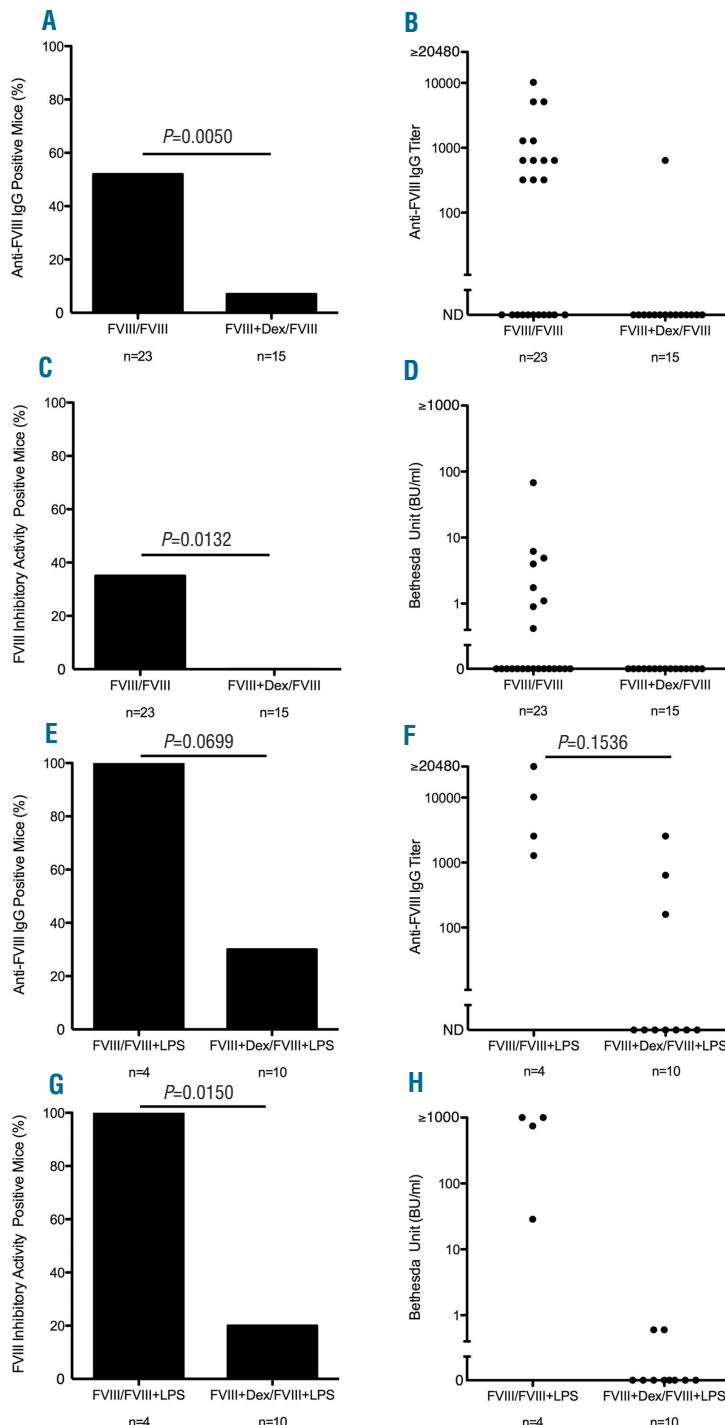 A
Anti-FVIII IgG Positive Mice (%)
100
80
60
40
20
0
P=0.0050
FVIII/FVIII
FVIII+Dex/FVIII
n=23
n=15
B
Anti-FVIII IgG Titer
≥20480
10000
1000
100
ND
FVIII/FVIII
FVIII+Dex/FVIII
n=23
n=15
C
FVIII Inhibitory Activity Positive Mice (%)
100
80
60
40
20
0
P=0.0132
FVIII/FVIII
FVIII+Dex/FVIII
n=23
n=15
D
Bethesda Unit (BU/ml)
≥1000
100
10
1
0
FVIII/FVIII
FVIII+Dex/FVIII
n=23
n=15
E
Anti-FVIII IgG Positive Mice (%)
100
80
60
40
20
0
P=0.0699
FVIII/FVIII+LPS
FVIII+Dex/FVIII+LPS
n=4
n=10
F
Anti-FVIII IgG Titer
≥20480
10000
1000
100
ND
P=0.1536
FVIII/FVIII+LPS
FVIII+Dex/FVIII+LPS
n=4
n=10
G
FVIII Inhibitory Activity Positive Mice (%)
100
80
60
40
20
0
P=0.0150
FVIII/FVIII+LPS
FVIII+Dex/FVIII+LPS
n=4
n=10
H
Bethesda Unit (BU/ml)
≥1000
100
10
1
0
FVIII/FVIII+LPS
FVIII+Dex/FVIII+LPS
n=4
n=10